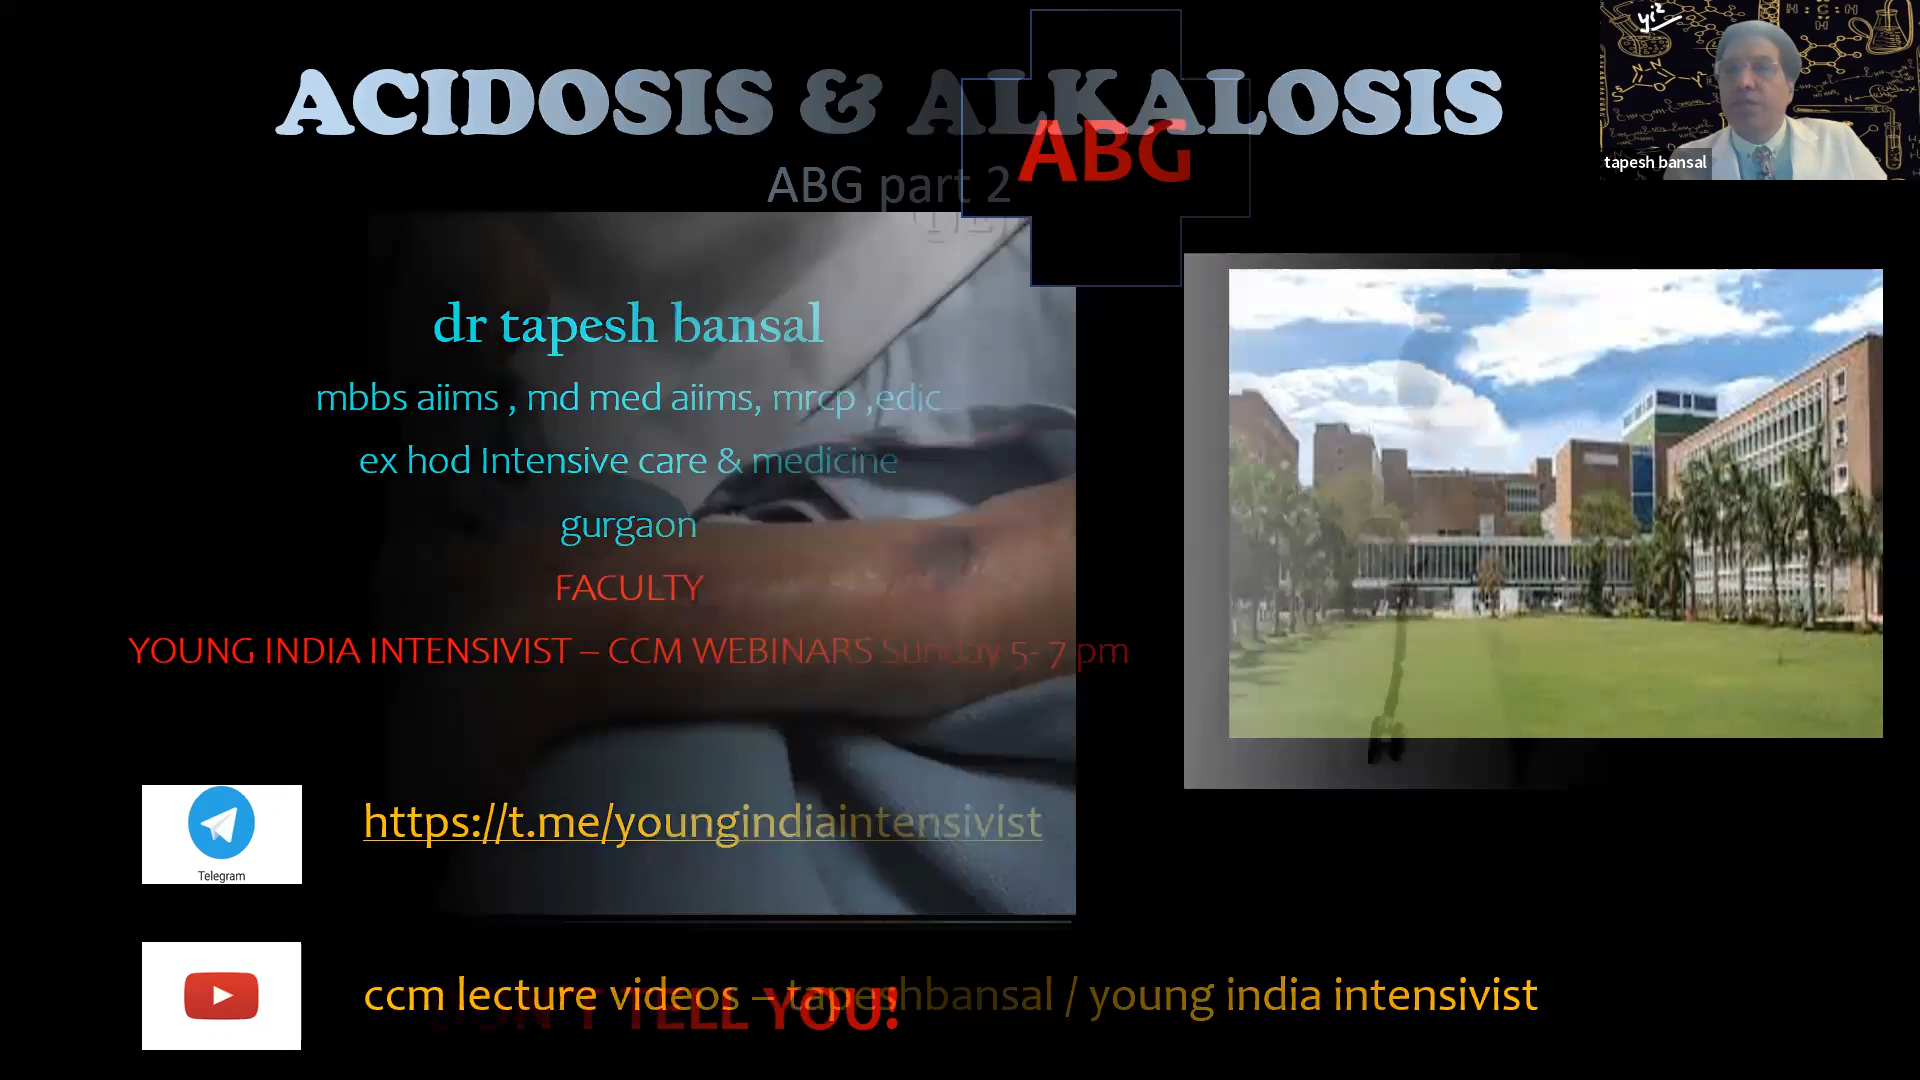 ACIDOSIS & ALKALOSIS
ABG
ABG part 2
yi²
tapesh bansal
dr tapesh bansal
mbbs aiims , md med aiims, mrcp ,edic
ex hod Intensive care & medicine
gurgaon
FACULTY
YOUNG INDIA INTENSIVIST – CCM WEBINARS Sunday 5- 7 pm
https://t.me/youngindiaintensivist
Telegram
ccm lecture videos – tapeshbansal / young india intensivist
TELL YOU!